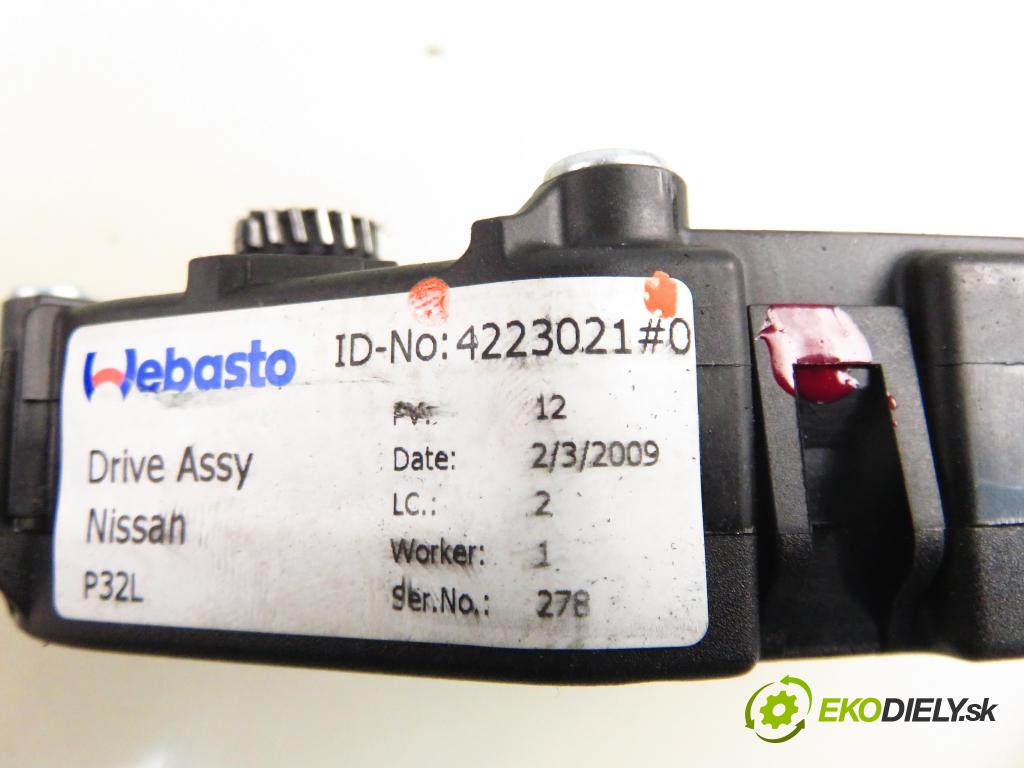 Webasto
ID-No: 4223021#0
PV: 12
Drive Assy
Date: 2/3/2009
Nissan
LC.: 2
Worker: 1
P32L
Ser.No.: 278
EKODIELY.sk